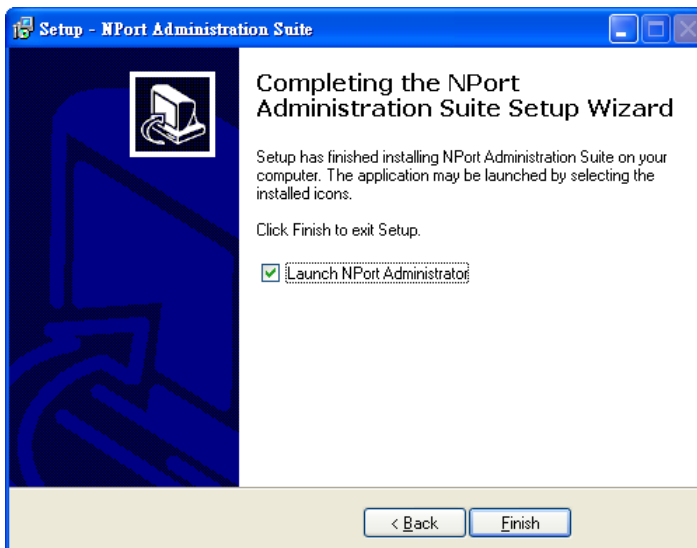 Setup - NPort Administration Suite
Completing the NPort
Administration Suite Setup Wizard
Setup has finished installing NPort Administration Suite on your
computer. The application may be launched by selecting the
installed icons.
Click Finish to exit Setup.
Launch NPort Administrator
< Back
Finish